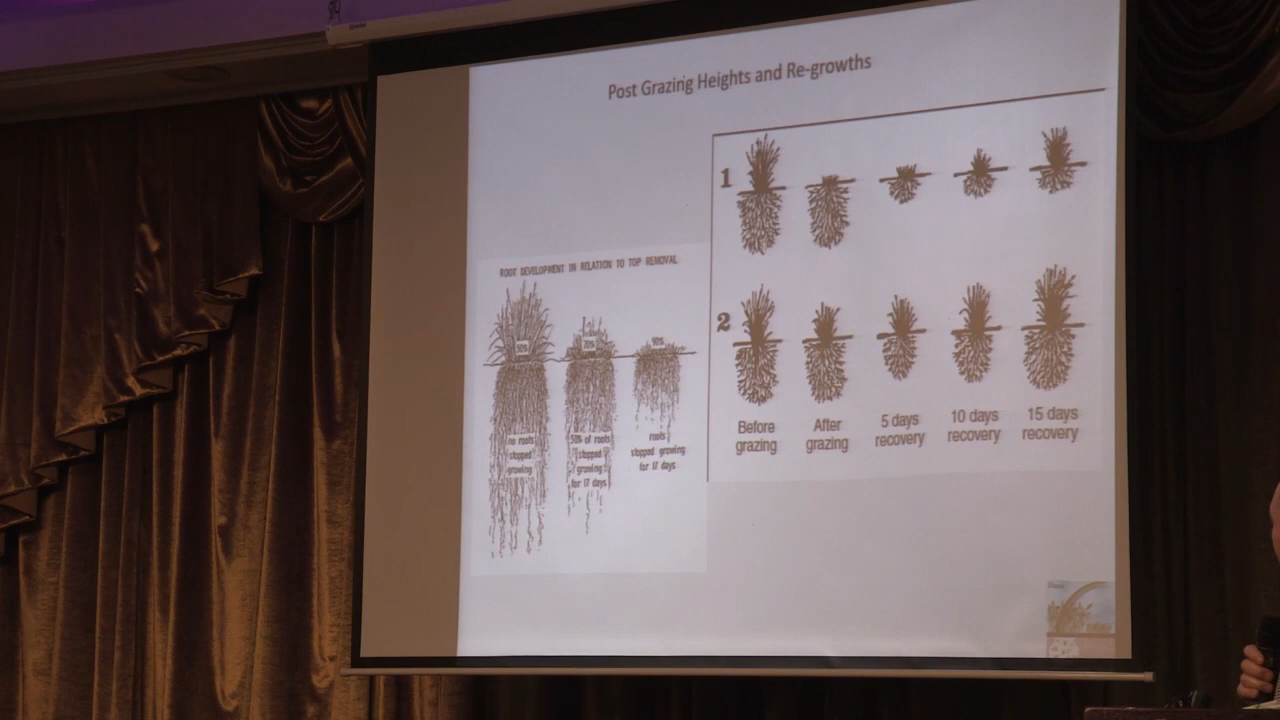 Post Grazing Heights and Re-growths
ROOT DEVELOPMENT IN RELATION TO TOP REMOVAL
50%
70%
90%
no roots
stopped
growing
50% of roots
stopped
growing
for 17 days
roots
stopped growing
for 17 days
1
2
Before
grazing
After
grazing
5 days
recovery
10 days
recovery
15 days
recovery